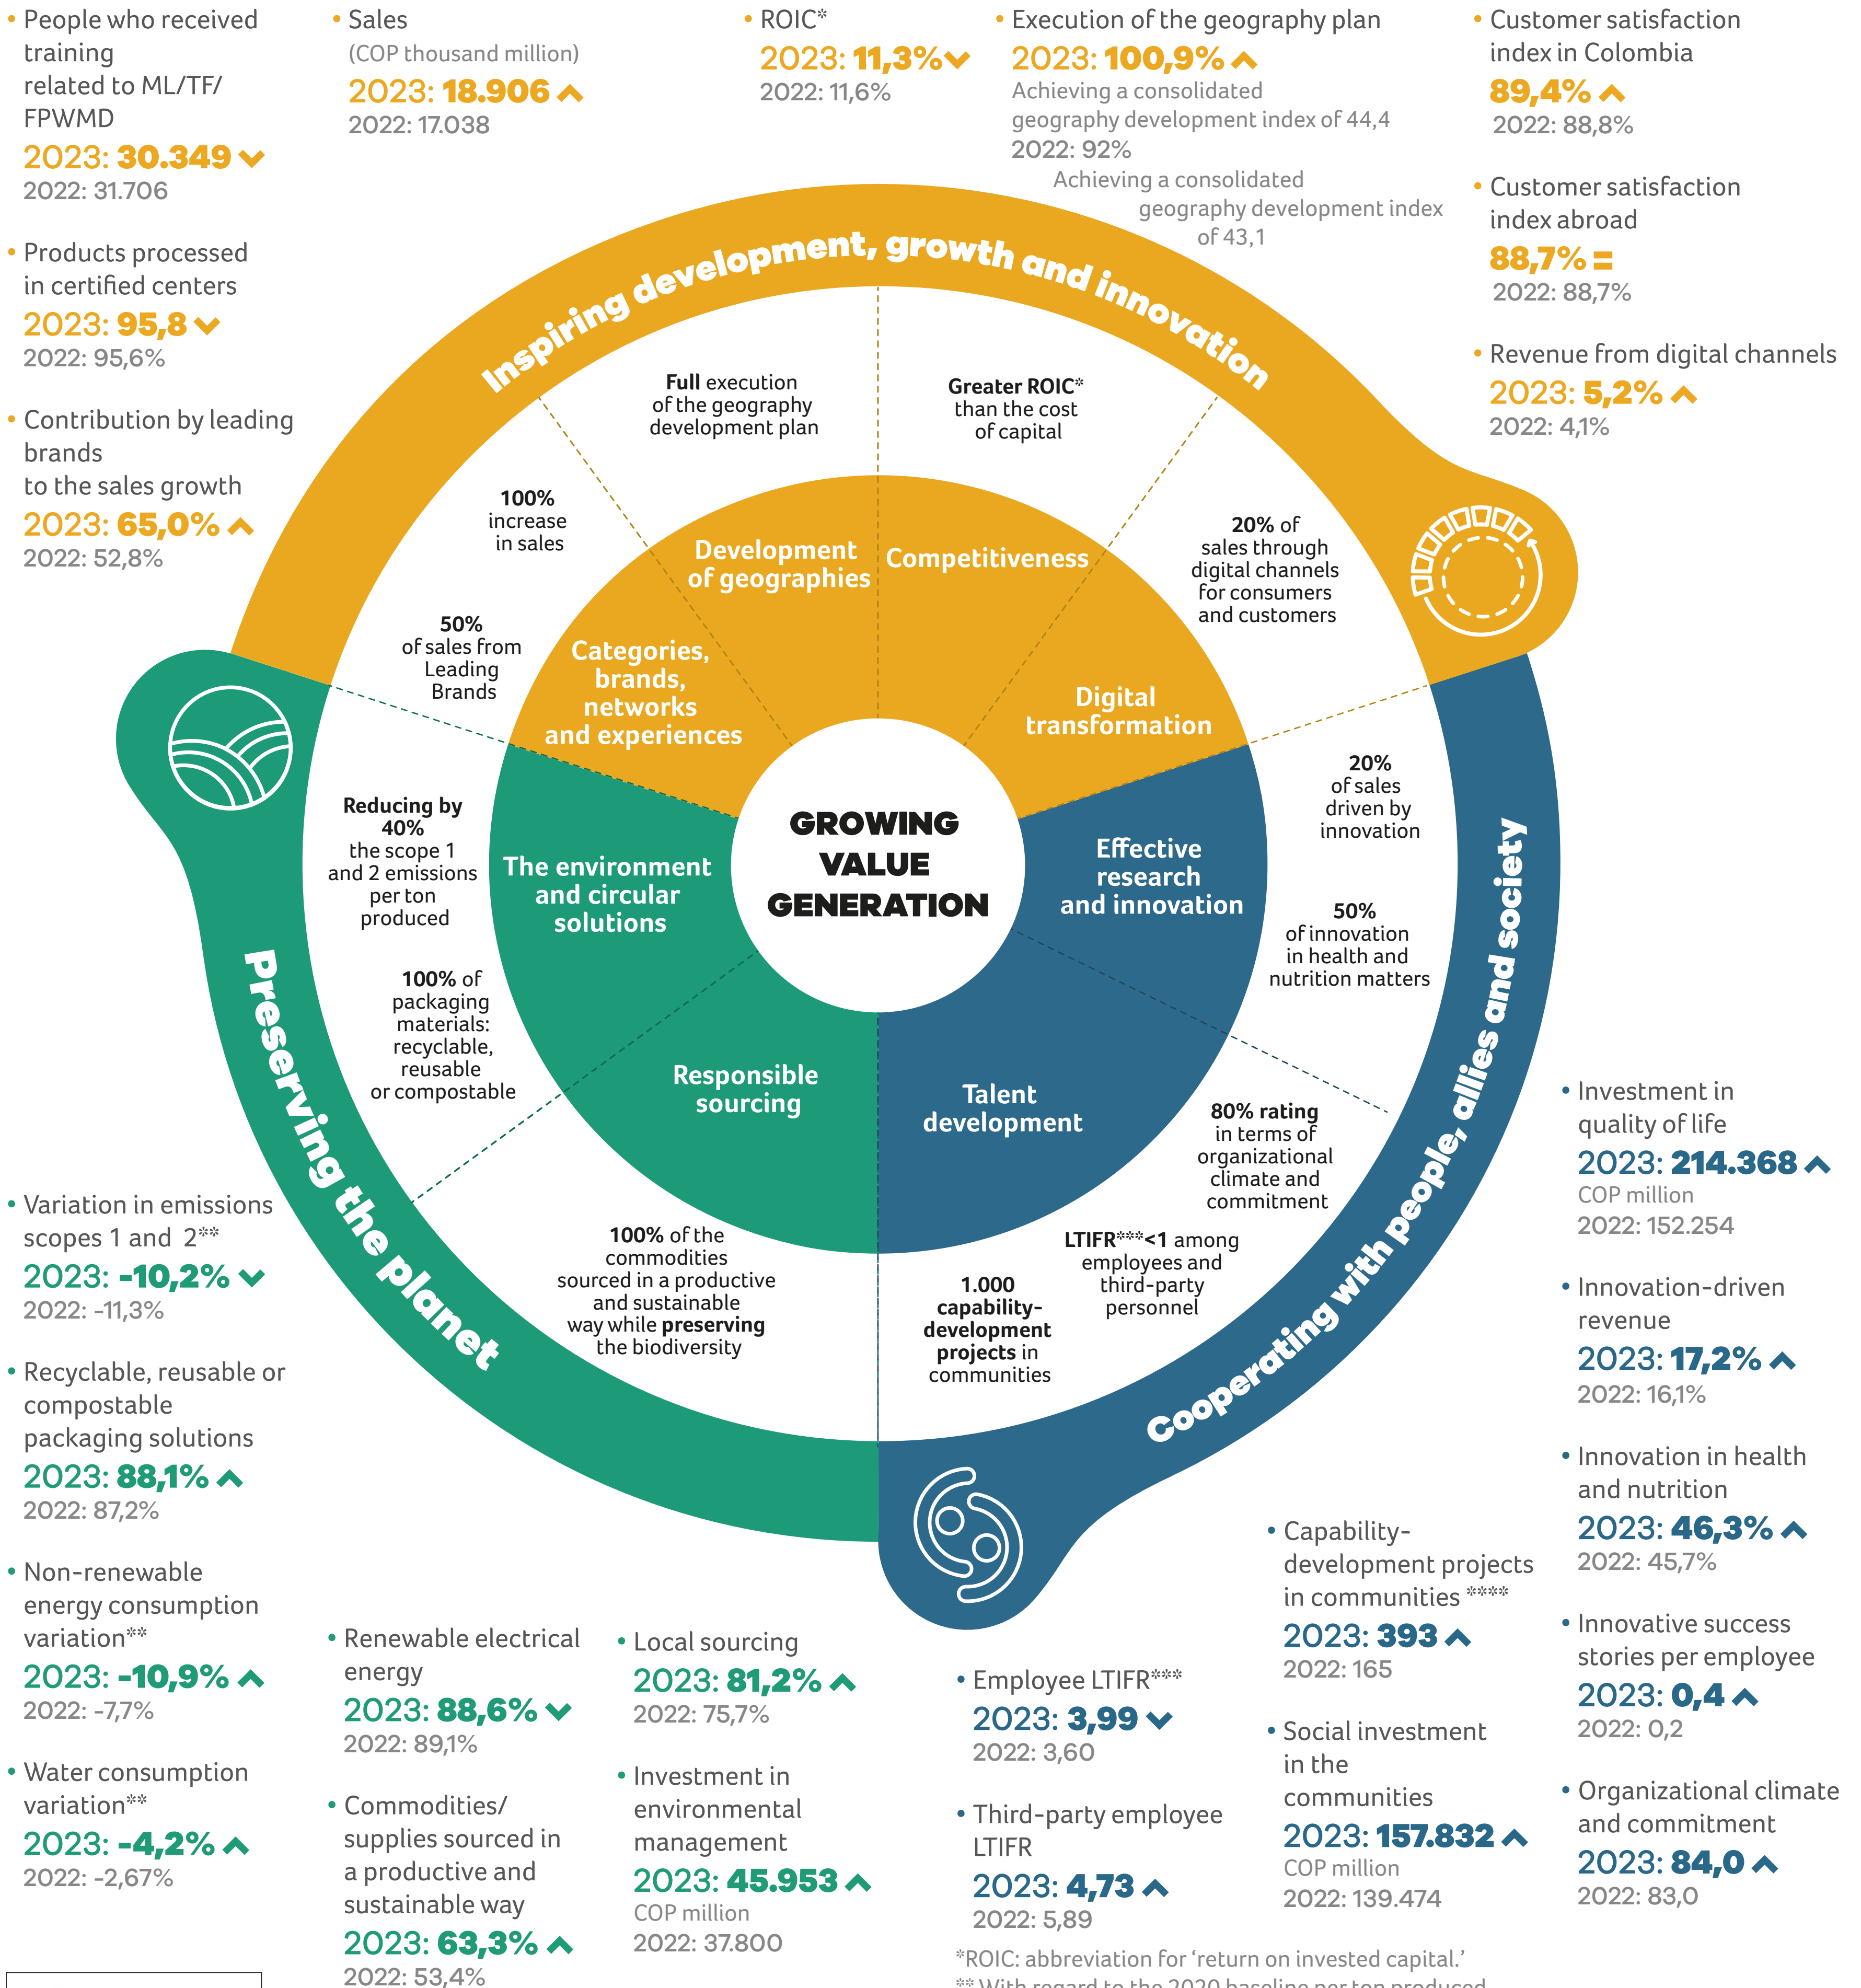 • People who received
training
related to ML/TF/
FPWMD
2023: 30.349
2022: 31.706
• Products processed
in certified centers
2023: 95,8
2022: 95,6%
• Contribution by leading
brands
to the sales growth
2023: 65,0%
2022: 52,8%
• Sales
(COP thousand million)
2023: 18.906
2022: 17.038
• ROIC*
2023: 11,3%
2022: 11,6%
• Execution of the geography plan
2023: 100,9%
Achieving a consolidated
geography development index of 44,4
2022: 92%
Achieving a consolidated
geography development index
of 43,1
• Customer satisfaction
index in Colombia
89,4%
2022: 88,8%
• Customer satisfaction
index abroad
88,7% =
2022: 88,7%
• Revenue from digital channels
2023: 5,2%
2022: 4,1%
Inspiring development, growth and innovation
Full execution
of the geography
development plan
Greater ROIC*
than the cost
of capital
100%
increase
in sales
50%
of sales from
Leading
Brands
20% of
sales through
digital channels
for consumers
and customers
Development
of geographies
Competitiveness
Categories,
brands,
networks
and experiences
Digital
transformation
GROWING
VALUE
GENERATION
The environment
and circular
solutions
Effective
research
and innovation
Responsible
sourcing
Talent
development
Reducing by
40%
the scope 1
and 2 emissions
per ton
produced
100% of
packaging
materials:
recyclable,
reusable
or compostable
20%
of sales
driven by
innovation
50%
of innovation
in health and
nutrition matters
80% rating
in terms of
organizational
climate and
commitment
LTIFR***<1 among
employees and
third-party
personnel
1.000
capability-
development
projects in
communities
100% of the
commodities
sourced in a productive
and sustainable
way while preserving
the biodiversity
Preserving the planet
Cooperating with people, allies and society
• Variation in emissions
scopes 1 and 2**
2023: -10,2%
2022: -11,3%
• Recyclable, reusable or
compostable
packaging solutions
2023: 88,1%
2022: 87,2%
• Non-renewable
energy consumption
variation**
2023: -10,9%
2022: -7,7%
• Water consumption
variation**
2023: -4,2%
2022: -2,67%
• Renewable electrical
energy
2023: 88,6%
2022: 89,1%
• Commodities/
supplies sourced in
a productive and
sustainable way
2023: 63,3%
2022: 53,4%
• Local sourcing
2023: 81,2%
2022: 75,7%
• Investment in
environmental
management
2023: 45.953
COP million
2022: 37.800
• Employee LTIFR***
2023: 3,99
2022: 3,60
• Third-party employee
LTIFR
2023: 4,73
2022: 5,89
• Capability-
development projects
in communities ****
2023: 393
2022: 165
• Social investment
in the
communities
2023: 157.832
COP million
2022: 139.474
• Investment in
quality of life
2023: 214.368
COP million
2022: 152.254
• Innovation-driven
revenue
2023: 17,2%
2022: 16,1%
• Innovation in health
and nutrition
2023: 46,3%
2022: 45,7%
• Innovative success
stories per employee
2023: 0,4
2022: 0,2
• Organizational climate
and commitment
2023: 84,0
2022: 83,0
*ROIC: abbreviation for ‘return on invested capital.’
** With regard to the 2020 baseline per ton produced